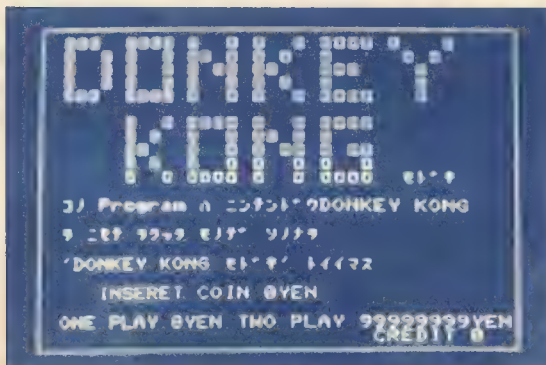 DONKEY
KONG モドキ
コノ Program ハ ニンテンドウDONKEY KONG
ヲ ニセテ ツクッタ モノデ ソノナヲ
'DONKEY KONG モドキ' トイイマス
INSERET COIN 0YEN
ONE PLAY 0YEN TWO PLAY 99999999YEN
CREDIT 0